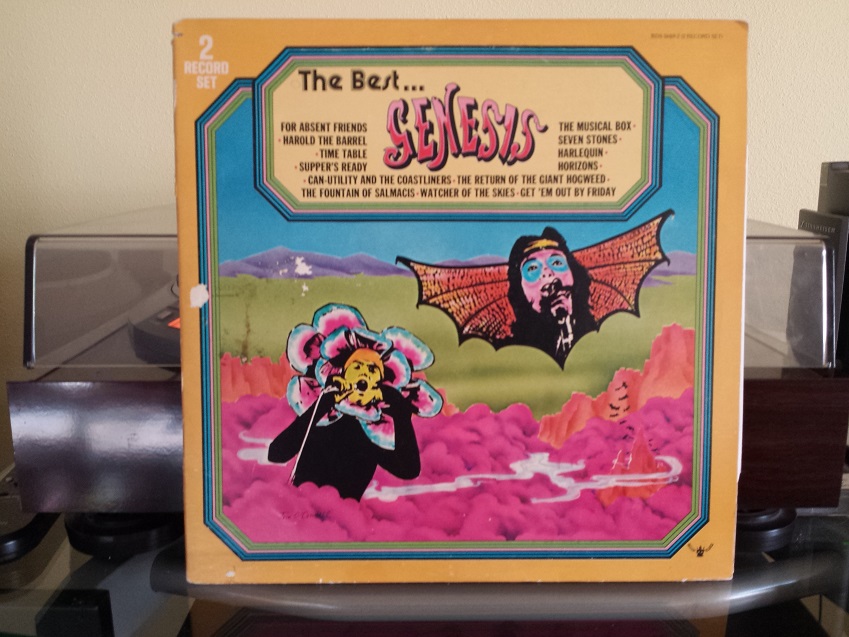 2
RECORD
SET
The Best...
GENESIS
FOR ABSENT FRIENDS
• HAROLD THE BARREL
• TIME TABLE
• SUPPER'S READY
THE MUSICAL BOX •
SEVEN STONES •
HARLEQUIN •
HORIZONS •
• CAN-UTILITY AND THE COASTLINERS • THE RETURN OF THE GIANT HOGWEED •
THE FOUNTAIN OF SALMACIS • WATCHER OF THE SKIES • GET 'EM OUT BY FRIDAY